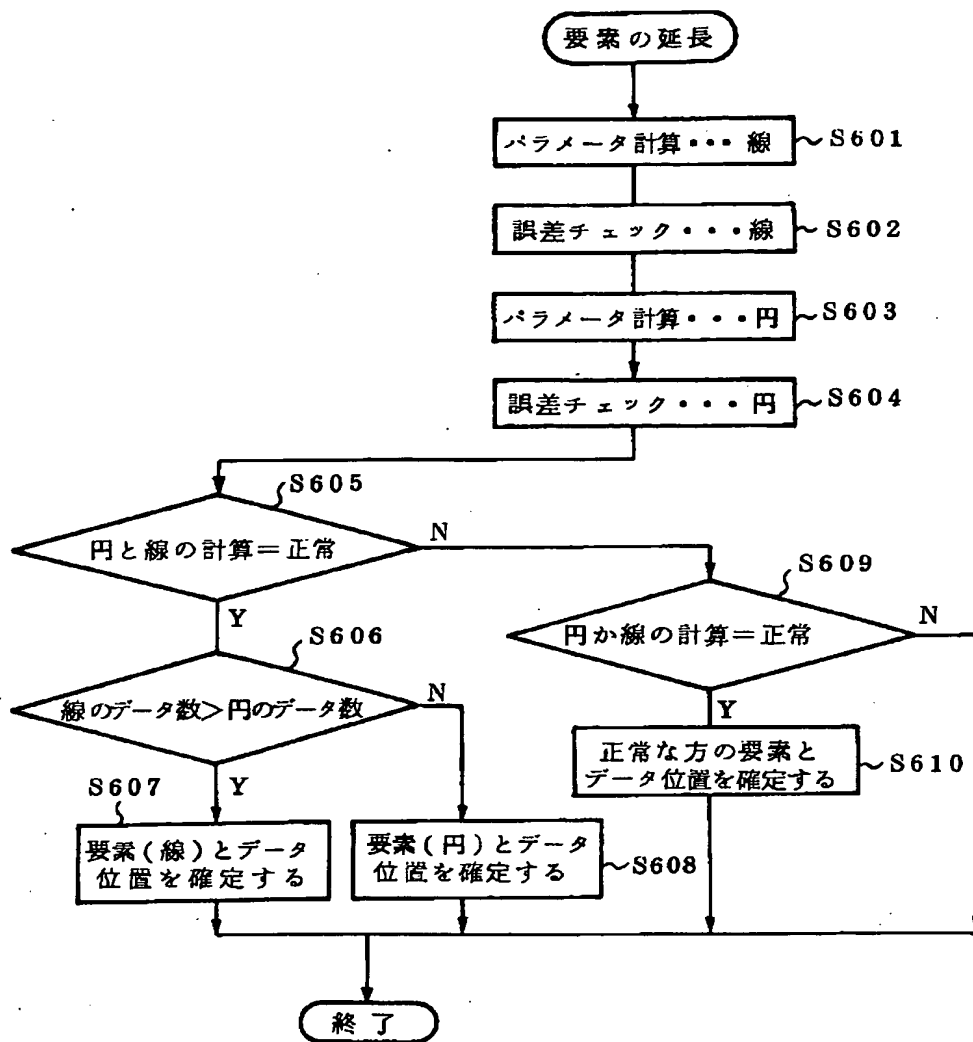 要素の延長
パラメータ計算・・・線
S601
誤差チェック・・・線
S602
パラメータ計算・・・円
S603
誤差チェック・・・円
S604
S605
円と線の計算=正常
N
Y
S609
円か線の計算=正常
N
Y
S606
線のデータ数>円のデータ数
N
Y
正常な方の要素と
データ位置を確定する
S610
S607
要素(線)とデータ
位置を確定する
要素(円)とデータ
位置を確定する
S608
終了